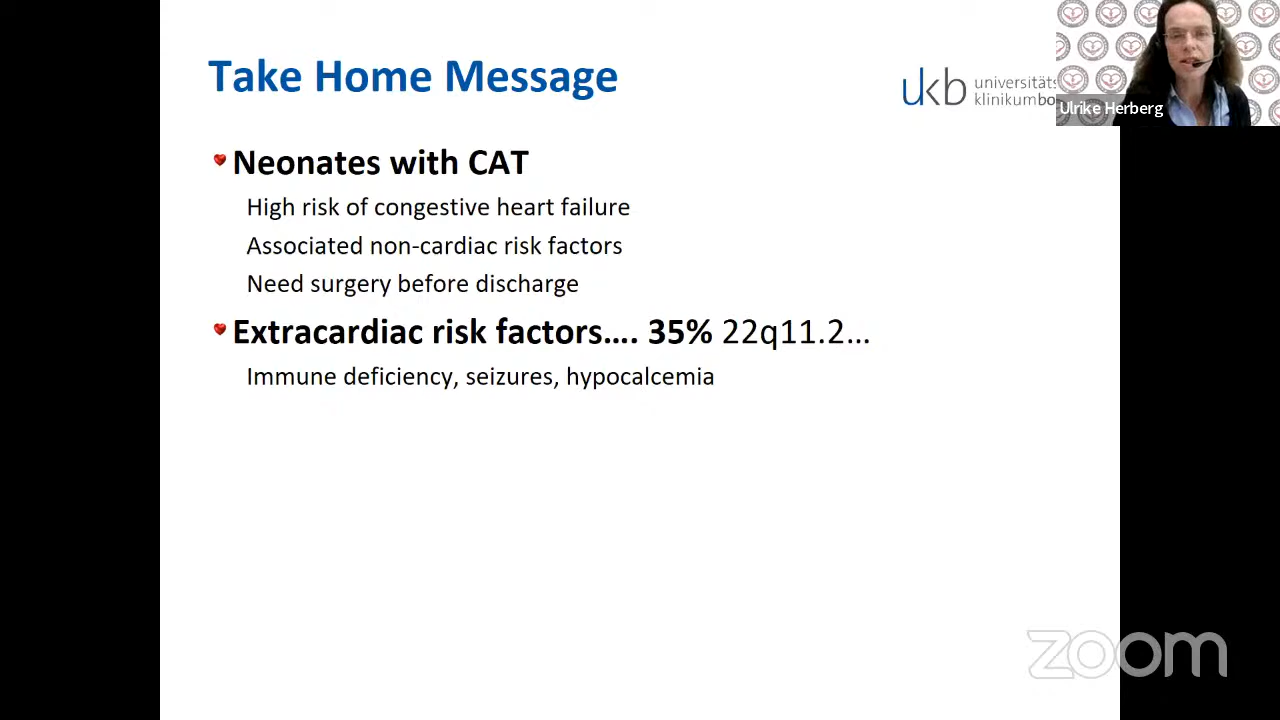 Take Home Message
ukb universitäts
klinikumbo
Ulrike Herberg
Neonates with CAT
High risk of congestive heart failure
Associated non-cardiac risk factors
Need surgery before discharge
Extracardiac risk factors.... 35% 22q11.2...
Immune deficiency, seizures, hypocalcemia
zoom